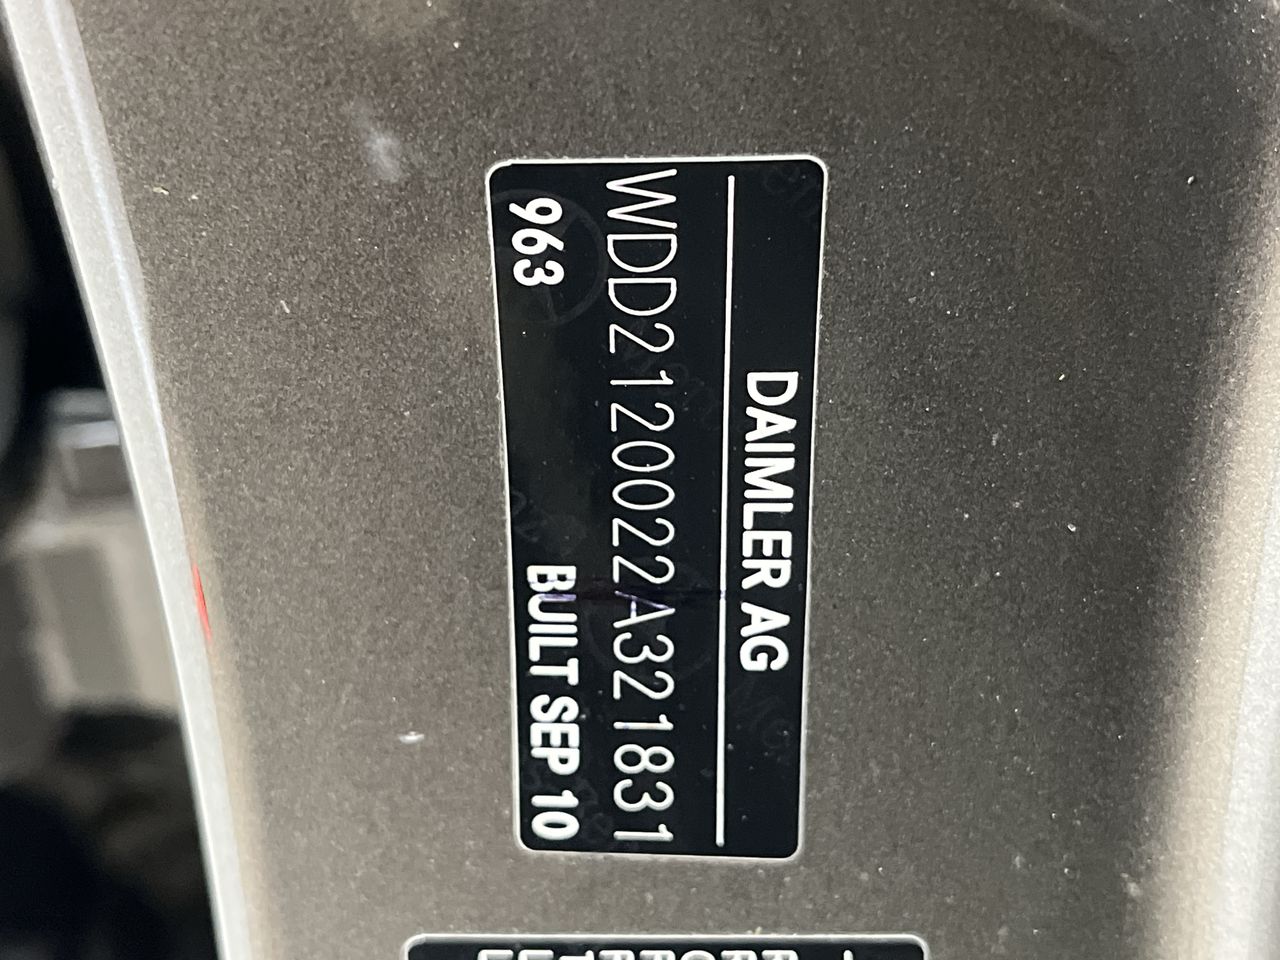 DAIMLER AG
WDD2120022A321831
963 BUILT SEP 10